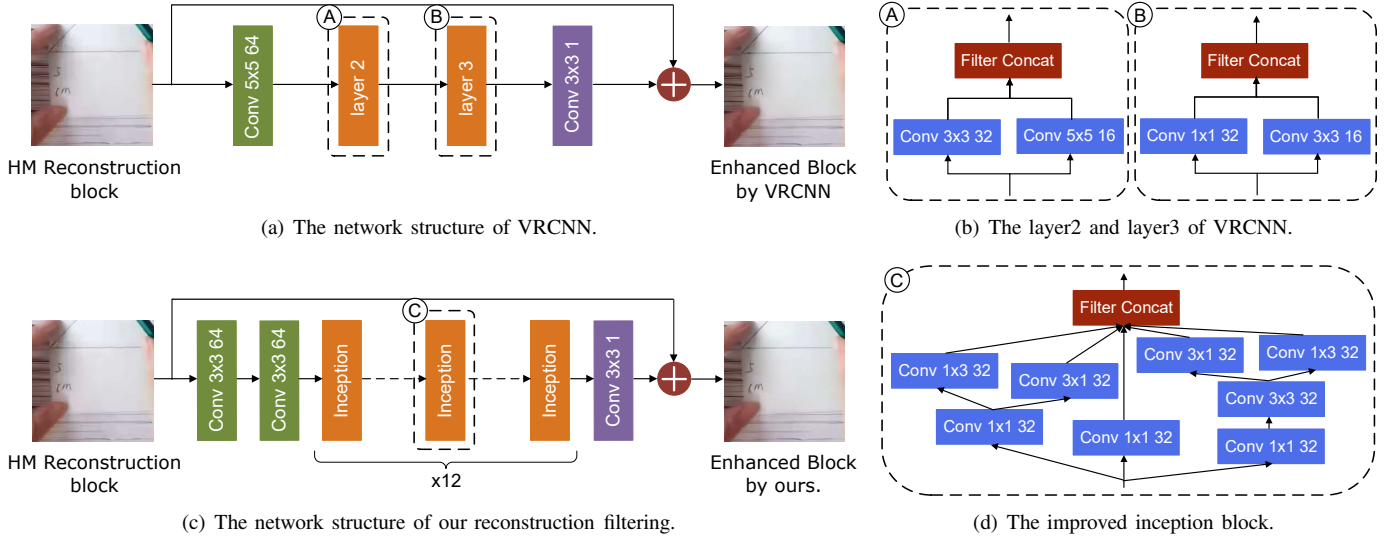 A
B
Conv 5x5 64
layer 2
layer 3
Conv 3x3 1
3
cm
HM Reconstruction
block
Enhanced Block
by VRCNN
(a) The network structure of VRCNN.
A
Filter Concat
Conv 3x3 32
Conv 5x5 16
B
Filter Concat
Conv 1x1 32
Conv 3x3 16
(b) The layer2 and layer3 of VRCNN.
C
Conv 3x3 64
Conv 3x3 64
Inception
Inception
Inception
Conv 3x3 1
3
cm
HM Reconstruction
block
x12
Enhanced Block
by ours.
(c) The network structure of our reconstruction filtering.
C
Filter Concat
Conv 1x3 32
Conv 3x1 32
Conv 3x1 32
Conv 1x3 32
Conv 3x3 32
Conv 1x1 32
Conv 1x1 32
Conv 1x1 32
(d) The improved inception block.